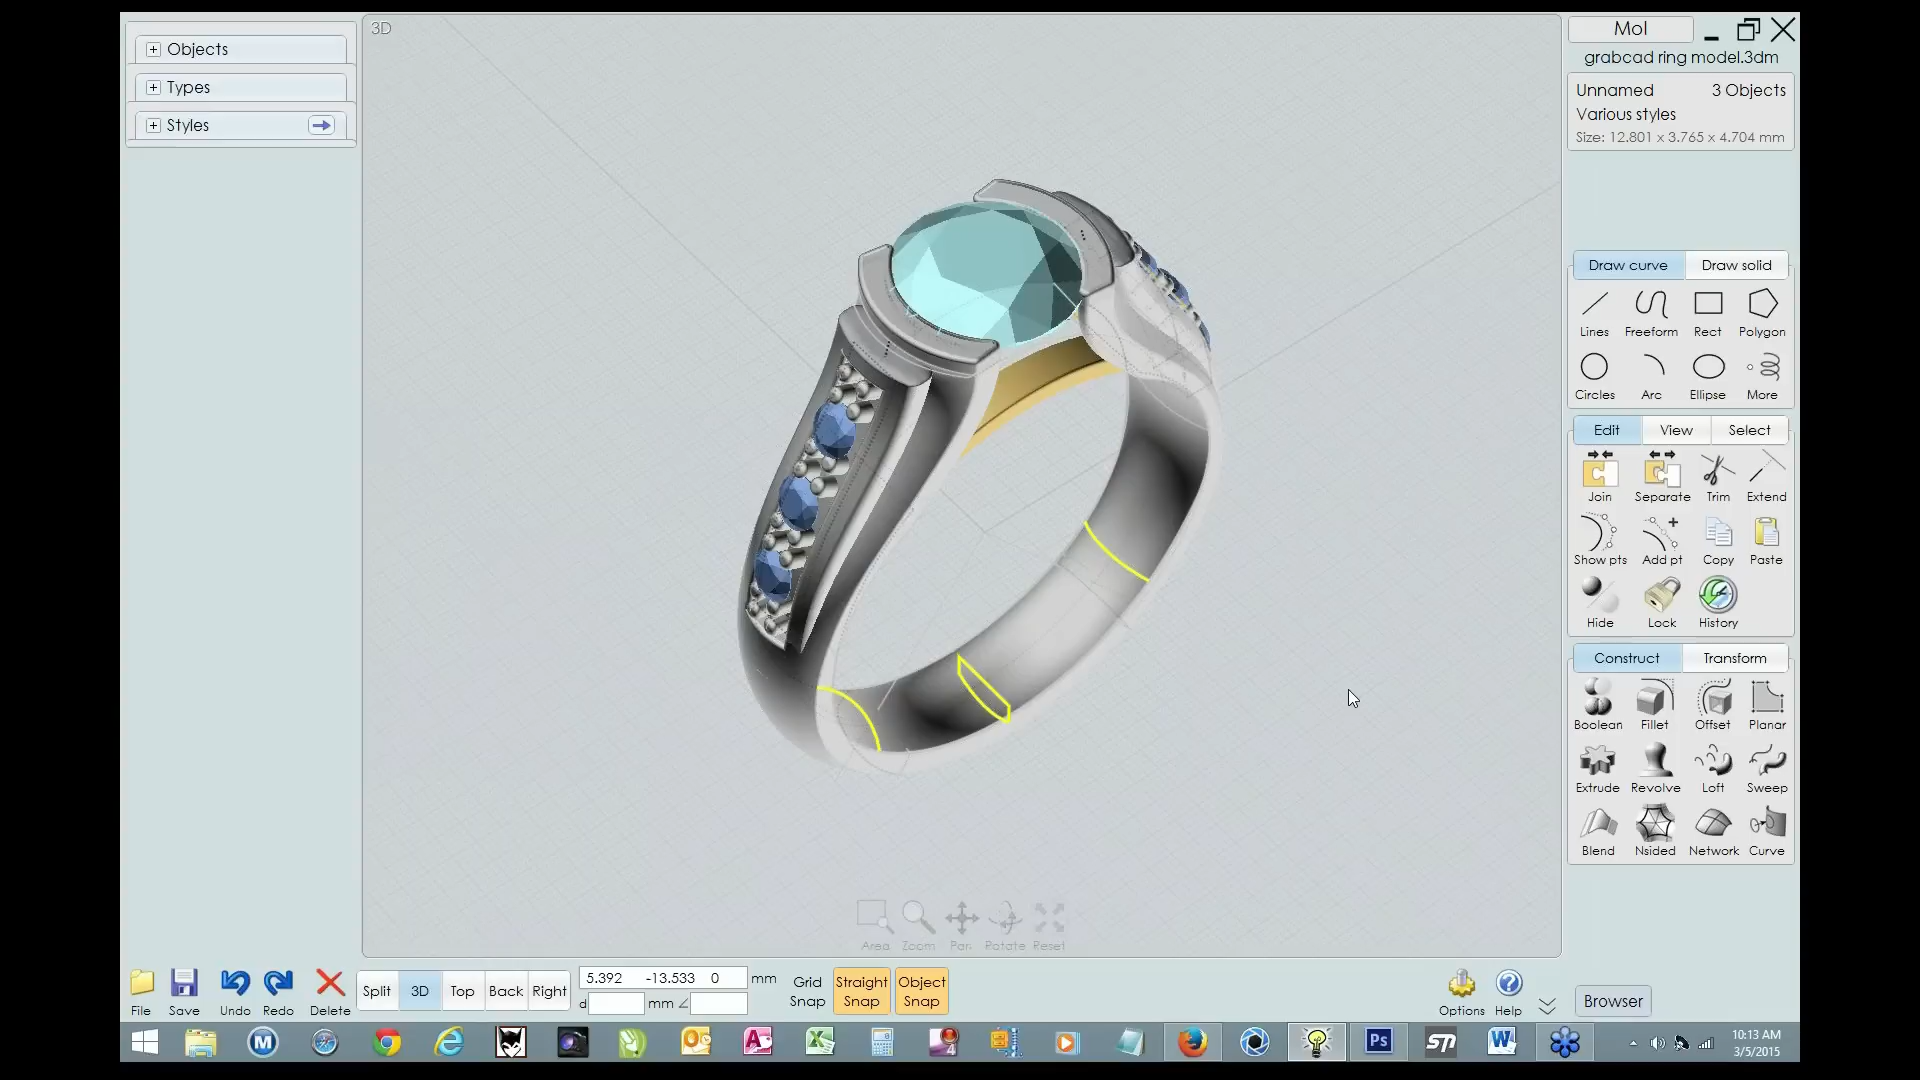 Objects
Types
Styles
3D
MoI
grabcad ring model.3dm
Unnamed 3 Objects
Various styles
Size: 12.801 x 3.765 x 4.704 mm
Draw curve Draw solid
Lines Freeform Rect Polygon
Circles Arc Ellipse More
Edit View Select
Join Separate Trim Extend
Show pts Add pt Copy Paste
Hide Lock History
Construct Transform
Boolean Fillet Offset Planar
Extrude Revolve Loft Sweep
Blend Nsided Network Curve
Area Zoom Pan Rotate Reset
File Save Undo Redo Delete
Split 3D Top Back Right
5.392 -13.533 0 mm
d mm
Grid Snap
Straight Snap
Object Snap
Options Help
Browser
M
4
Ps
SP
W
10:13 AM
3/5/2015